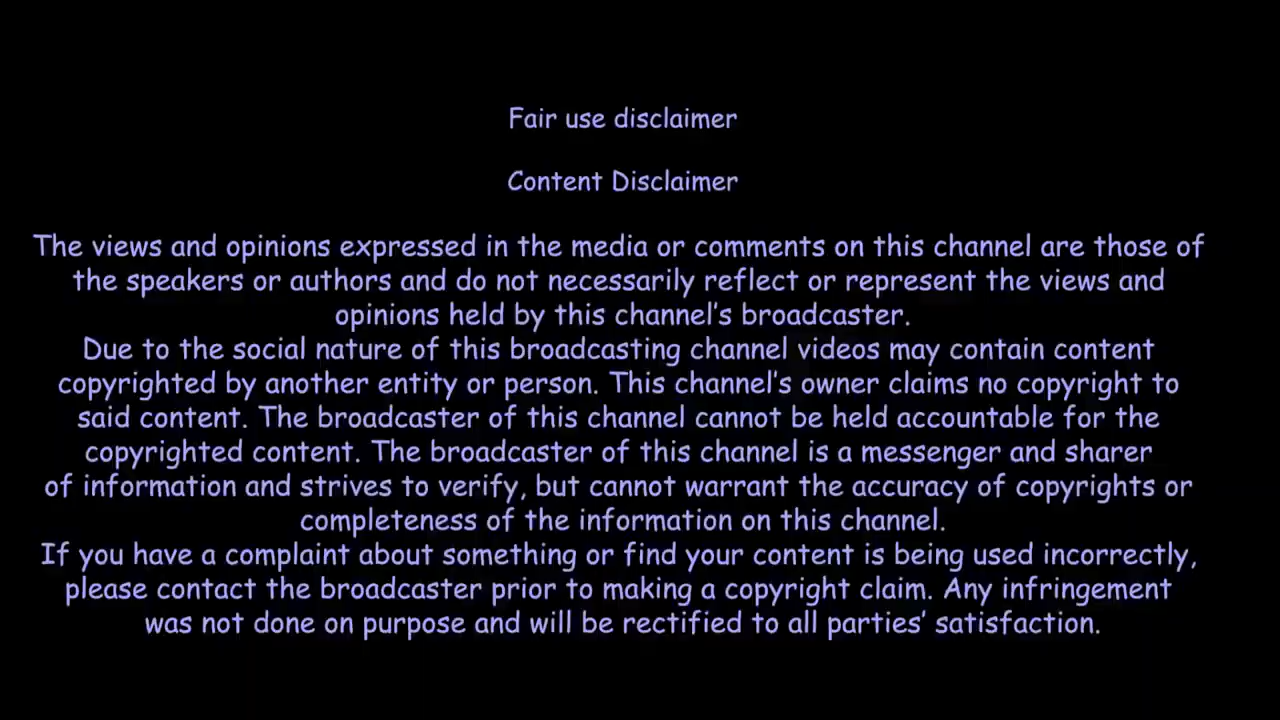 Fair use disclaimer
Content Disclaimer
The views and opinions expressed in the media or comments on this channel are those of
the speakers or authors and do not necessarily reflect or represent the views and
opinions held by this channel's broadcaster.
Due to the social nature of this broadcasting channel videos may contain content
copyrighted by another entity or person. This channel's owner claims no copyright to
said content. The broadcaster of this channel cannot be held accountable for the
copyrighted content. The broadcaster of this channel is a messenger and sharer
of information and strives to verify, but cannot warrant the accuracy of copyrights or
completeness of the information on this channel.
If you have a complaint about something or find your content is being used incorrectly,
please contact the broadcaster prior to making a copyright claim. Any infringement
was not done on purpose and will be rectified to all parties’ satisfaction.